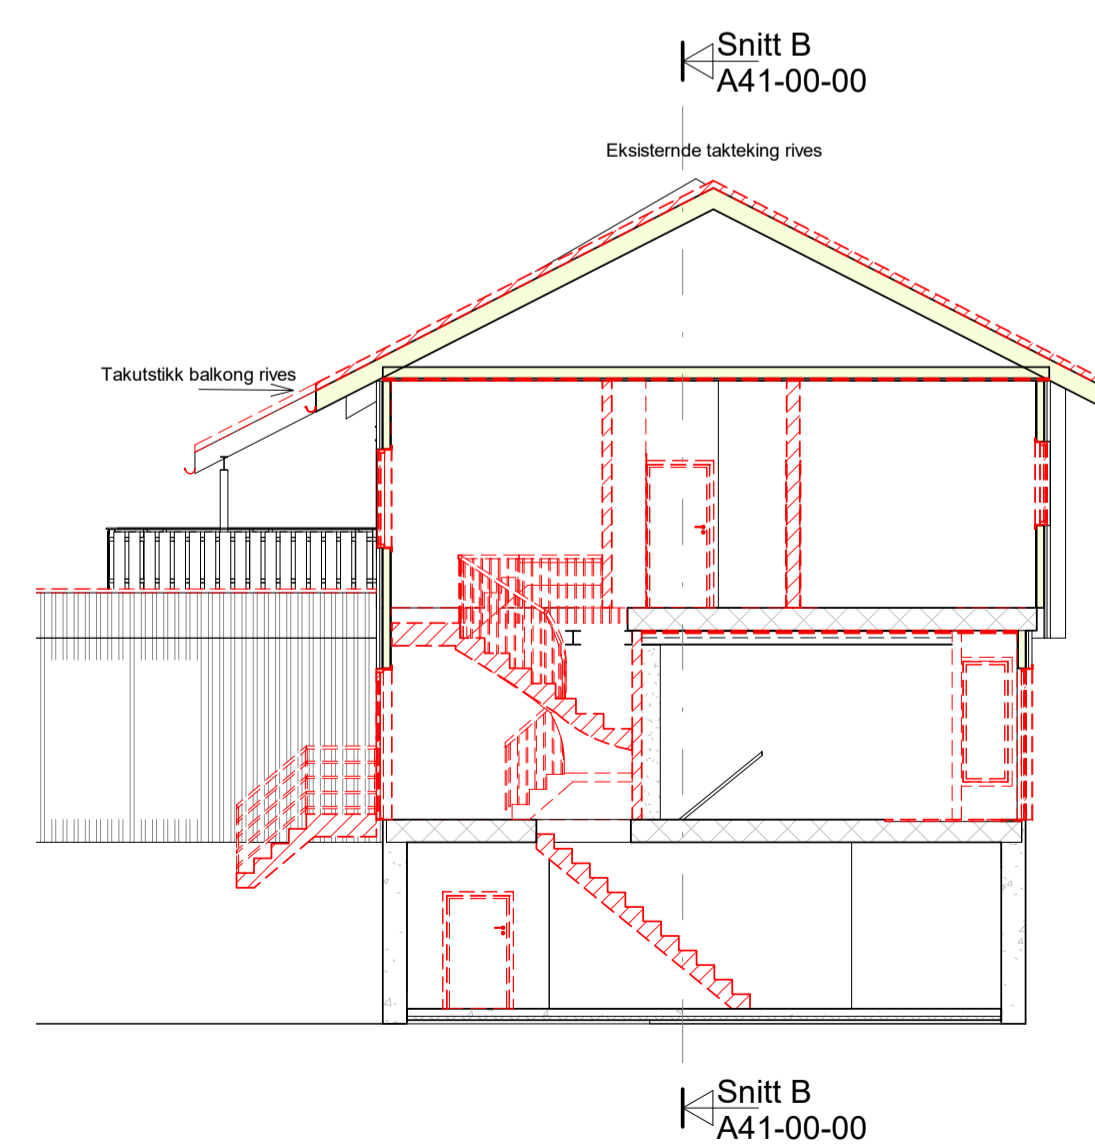 Snitt B
A41-00-00
Eksisternde takteking rives
Takutstikk balkong rives
Snitt B
A41-00-00